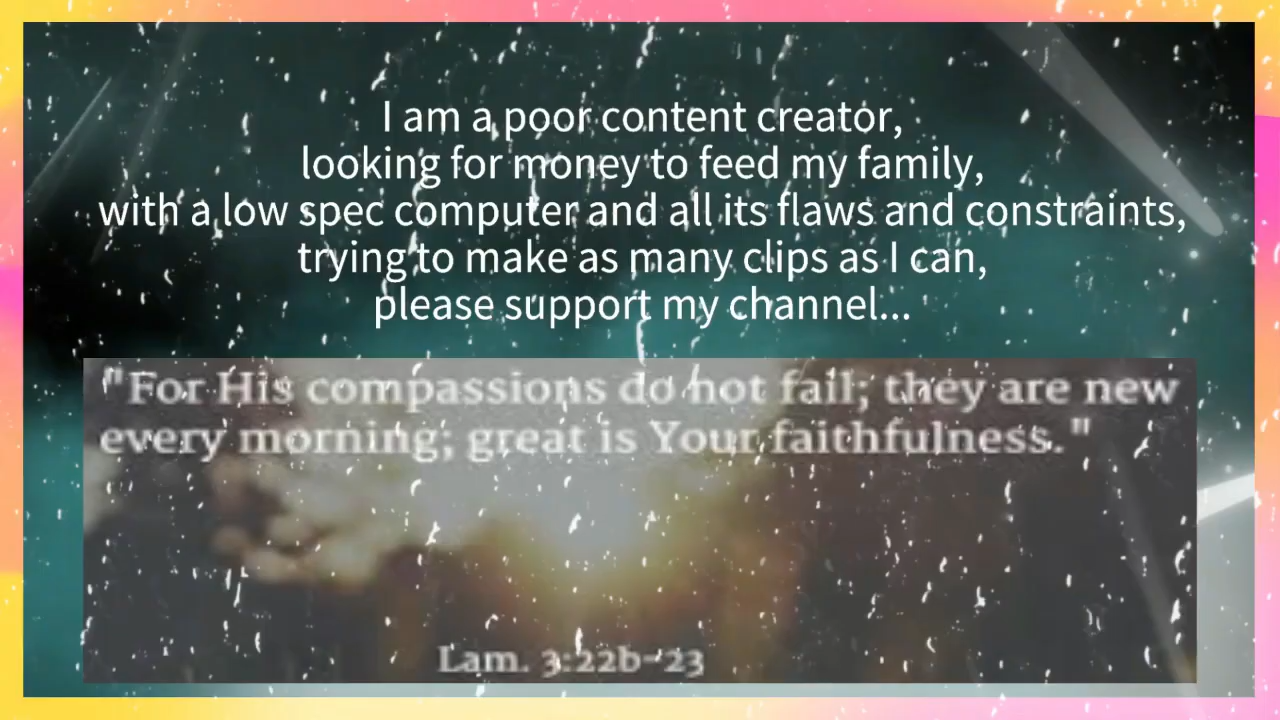 I am a poor content creator,
looking for money to feed my family,
with a low spec computer and all its flaws and constraints,
trying to make as many clips as I can,
please support my channel...
"For His compassions do not fail; they are new
every morning; great is Your faithfulness."
Lam. 3:22b-23